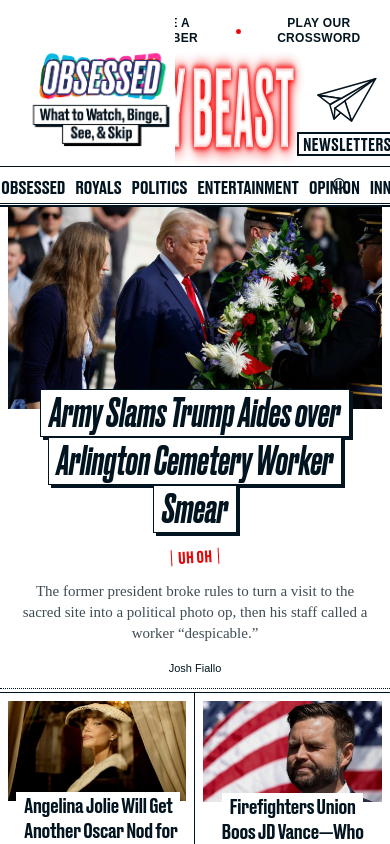 E A
BER
PLAY OUR
CROSSWORD
OBSESSED
What to Watch, Binge,
See, & Skip
Y BEAST
NEWSLETTERS
OBSESSED ROYALS POLITICS ENTERTAINMENT OPINION INN
Army Slams Trump Aides over
Arlington Cemetery Worker
Smear
UH OH
The former president broke rules to turn a visit to the
sacred site into a political photo op, then his staff called a
worker “despicable.”
Josh Fiallo
Angelina Jolie Will Get
Another Oscar Nod for
Firefighters Union
Boos JD Vance—Who